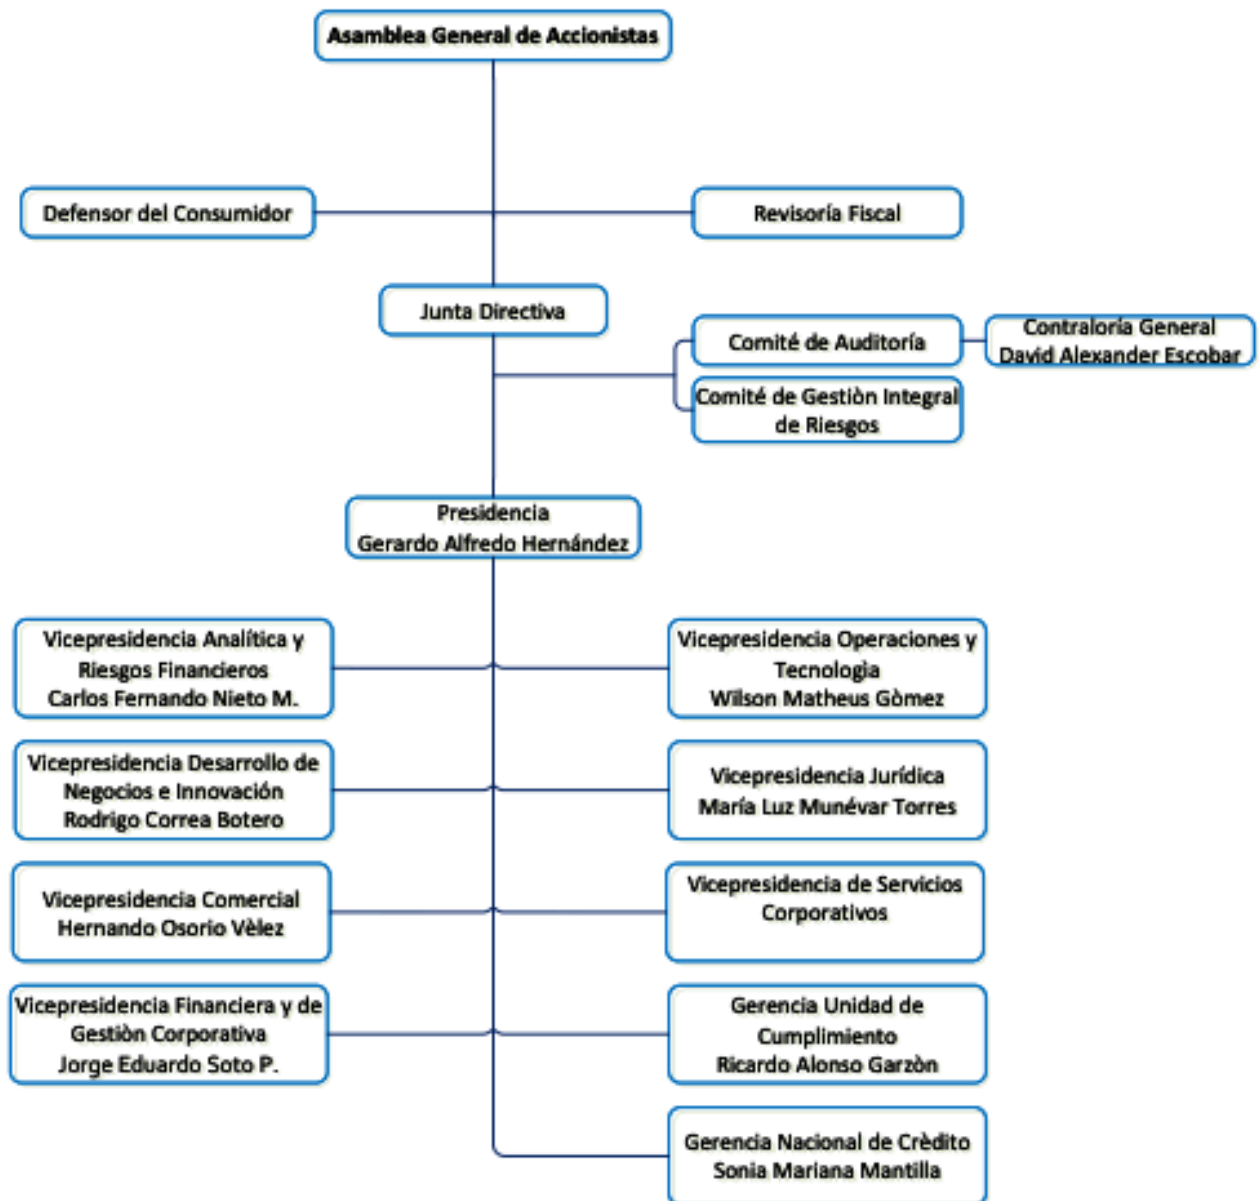 Asamblea General de Accionistas
Defensor del Consumidor
Revisoría Fiscal
Junta Directiva
Comité de Auditoría
Contraloría General
David Alexander Escobar
Comité de Gestiòn Integral
de Riesgos
Presidencia
Gerardo Alfredo Hernández
Vicepresidencia Analítica y
Riesgos Financieros
Carlos Fernando Nieto M.
Vicepresidencia Operaciones y
Tecnologìa
Wilson Matheus Gòmez
Vicepresidencia Desarrollo de
Negocios e Innovación
Rodrigo Correa Botero
Vicepresidencia Jurídica
María Luz Munévar Torres
Vicepresidencia Comercial
Hernando Osorio Vèlez
Vicepresidencia de Servicios
Corporativos
Vicepresidencia Financiera y de
Gestiòn Corporativa
Jorge Eduardo Soto P.
Gerencia Unidad de
Cumplimiento
Ricardo Alonso Garzòn
Gerencia Nacional de Crèdito
Sonia Mariana Mantilla